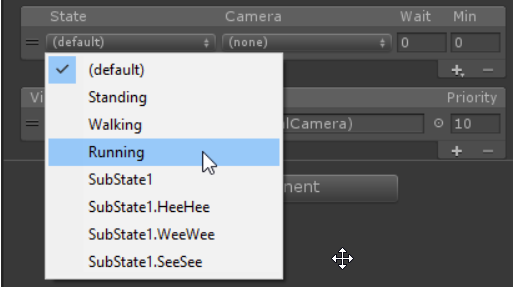 State Camera Wait Min
(default) (none) 0 0
(default)
Standing
Vi Priority
Walking
lCamera) 10
Running
SubState1
nent
SubState1.HeeHee
SubState1.WeeWee
SubState1.SeeSee